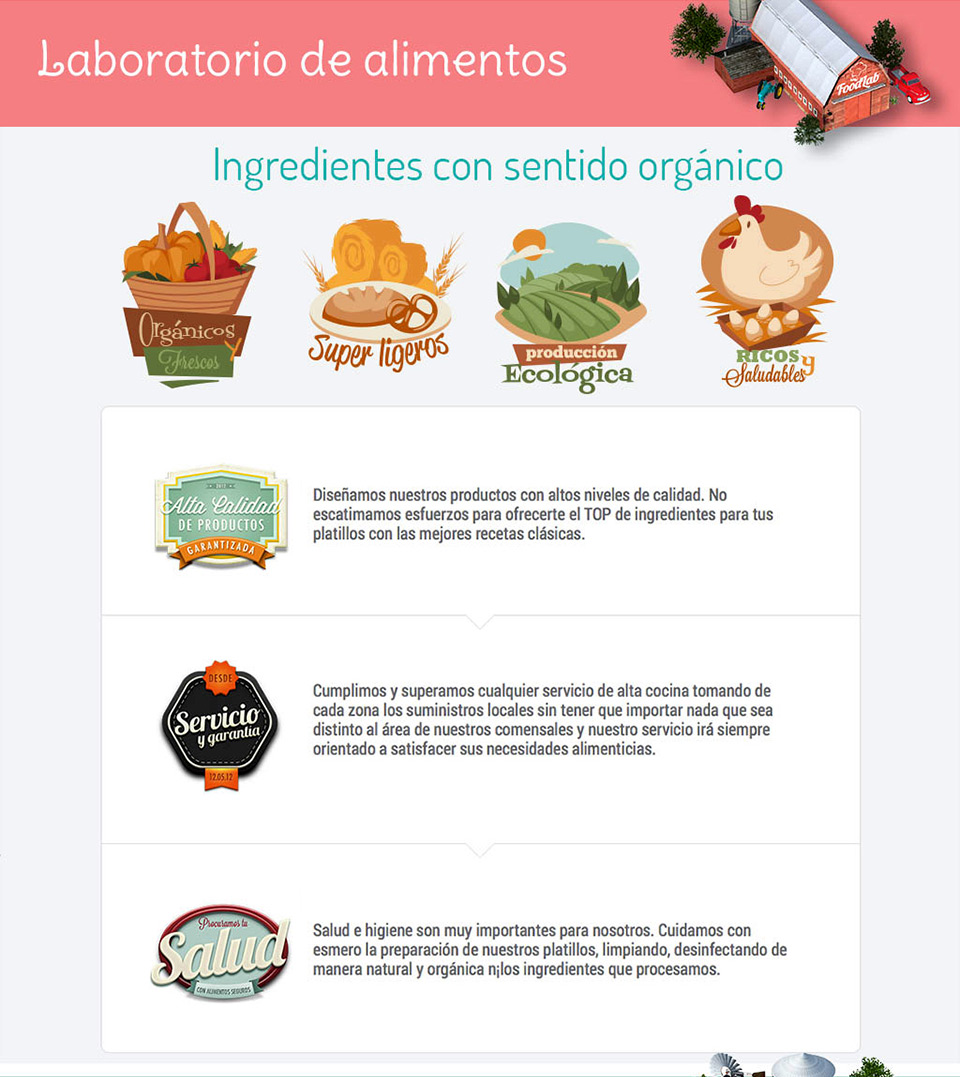 Laboratorio de alimentos
FoodLab
Ingredientes con sentido orgánico
Orgánicos
y
Frescos
Super ligeros
producción
Ecológica
RICOS y
Saludables
Alta Calidad
DE PRODUCTOS
GARANTIZADA
Diseñamos nuestros productos con altos niveles de calidad. No
escatimamos esfuerzos para ofrecerte el TOP de ingredientes para tus
platillos con las mejores recetas clásicas.
DESDE
Servicio
y garantía
12.05.12
Cumplimos y superamos cualquier servicio de alta cocina tomando de
cada zona los suministros locales sin tener que importar nada que sea
distinto al área de nuestros comensales y nuestro servicio irá siempre
orientado a satisfacer sus necesidades alimenticias.
Procuramos tu
Salud
CON ALIMENTOS SEGUROS
Salud e higiene son muy importantes para nosotros. Cuidamos con
esmero la preparación de nuestros platillos, limpiando, desinfectando de
manera natural y orgánica n¡los ingredientes que procesamos.